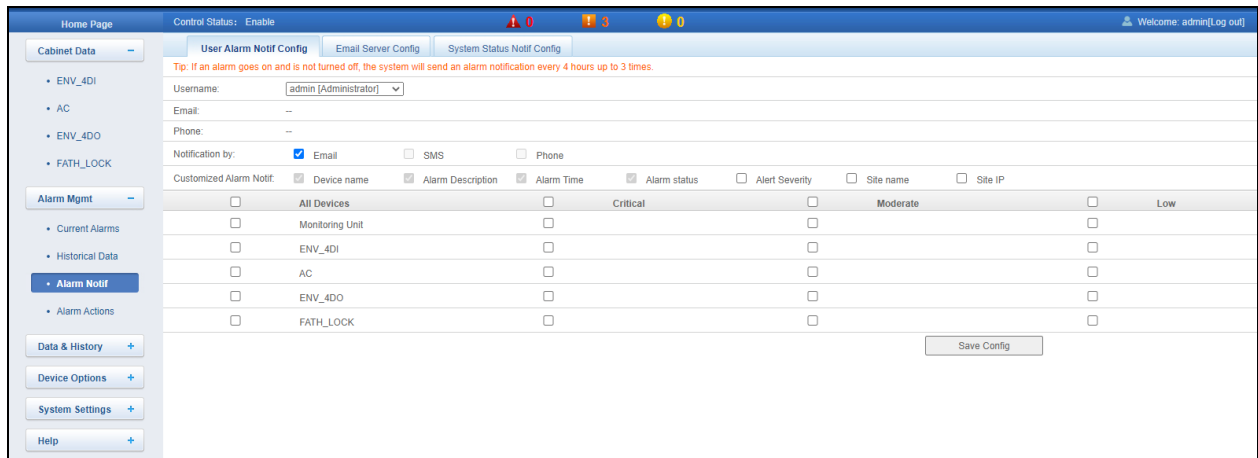 Home Page
Control Status: Enable
0
3
0
Welcome: admin[Log out]
Cabinet Data
ENV_4DI
AC
ENV_4DO
FATH_LOCK
Alarm Mgmt
Current Alarms
Historical Data
Alarm Notif
Alarm Actions
Data & History
Device Options
System Settings
Help
User Alarm Notif Config Email Server Config System Status Notif Config
Tip: If an alarm goes on and is not turned off, the system will send an alarm notification every 4 hours up to 3 times.
Username: admin [Administrator]
Email: --
Phone: --
Notification by: Email SMS Phone
Customized Alarm Notif: Device name Alarm Description Alarm Time Alarm status Alert Severity Site name Site IP
All Devices Critical Moderate Low
Monitoring Unit
ENV_4DI
AC
ENV_4DO
FATH_LOCK
Save Config